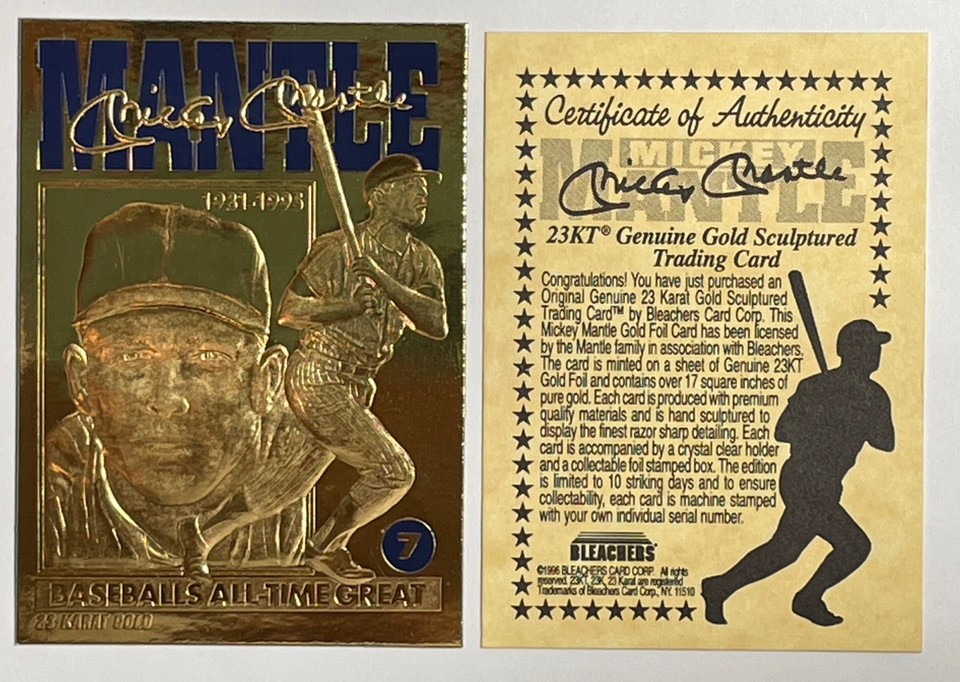 MANTLE
Mickey Mantle
1931-1995
7
BASEBALLS ALL-TIME GREAT
23 KARAT GOLD
Certificate of Authenticity
MICKEY
MANTLE
Mickey Mantle
23KT® Genuine Gold Sculptured
Trading Card
Congratulations! You have just purchased an
Original Genuine 23 Karat Gold Sculptured
Trading Card™ by Bleachers Card Corp. This
Mickey Mantle Gold Foil Card has been licensed
by the Mantle family in association with Bleachers.
The card is minted on a sheet of Genuine 23KT
Gold Foil and contains over 17 square inches of
pure gold. Each card is produced with premium
quality materials and is hand sculptured to
display the finest razor sharp detailing. Each
card is accompanied by a crystal clear holder
and a collectable foil stamped box. The edition
is limited to 10 striking days and to ensure
collectability, each card is machine stamped
with your own individual serial number.
BLEACHERS®
©1996 BLEACHERS CARD CORP. All rights
reserved. 23KT, 23K, 23 Karat are registered
Trademarks of Bleachers Card Corp., NY. 11510